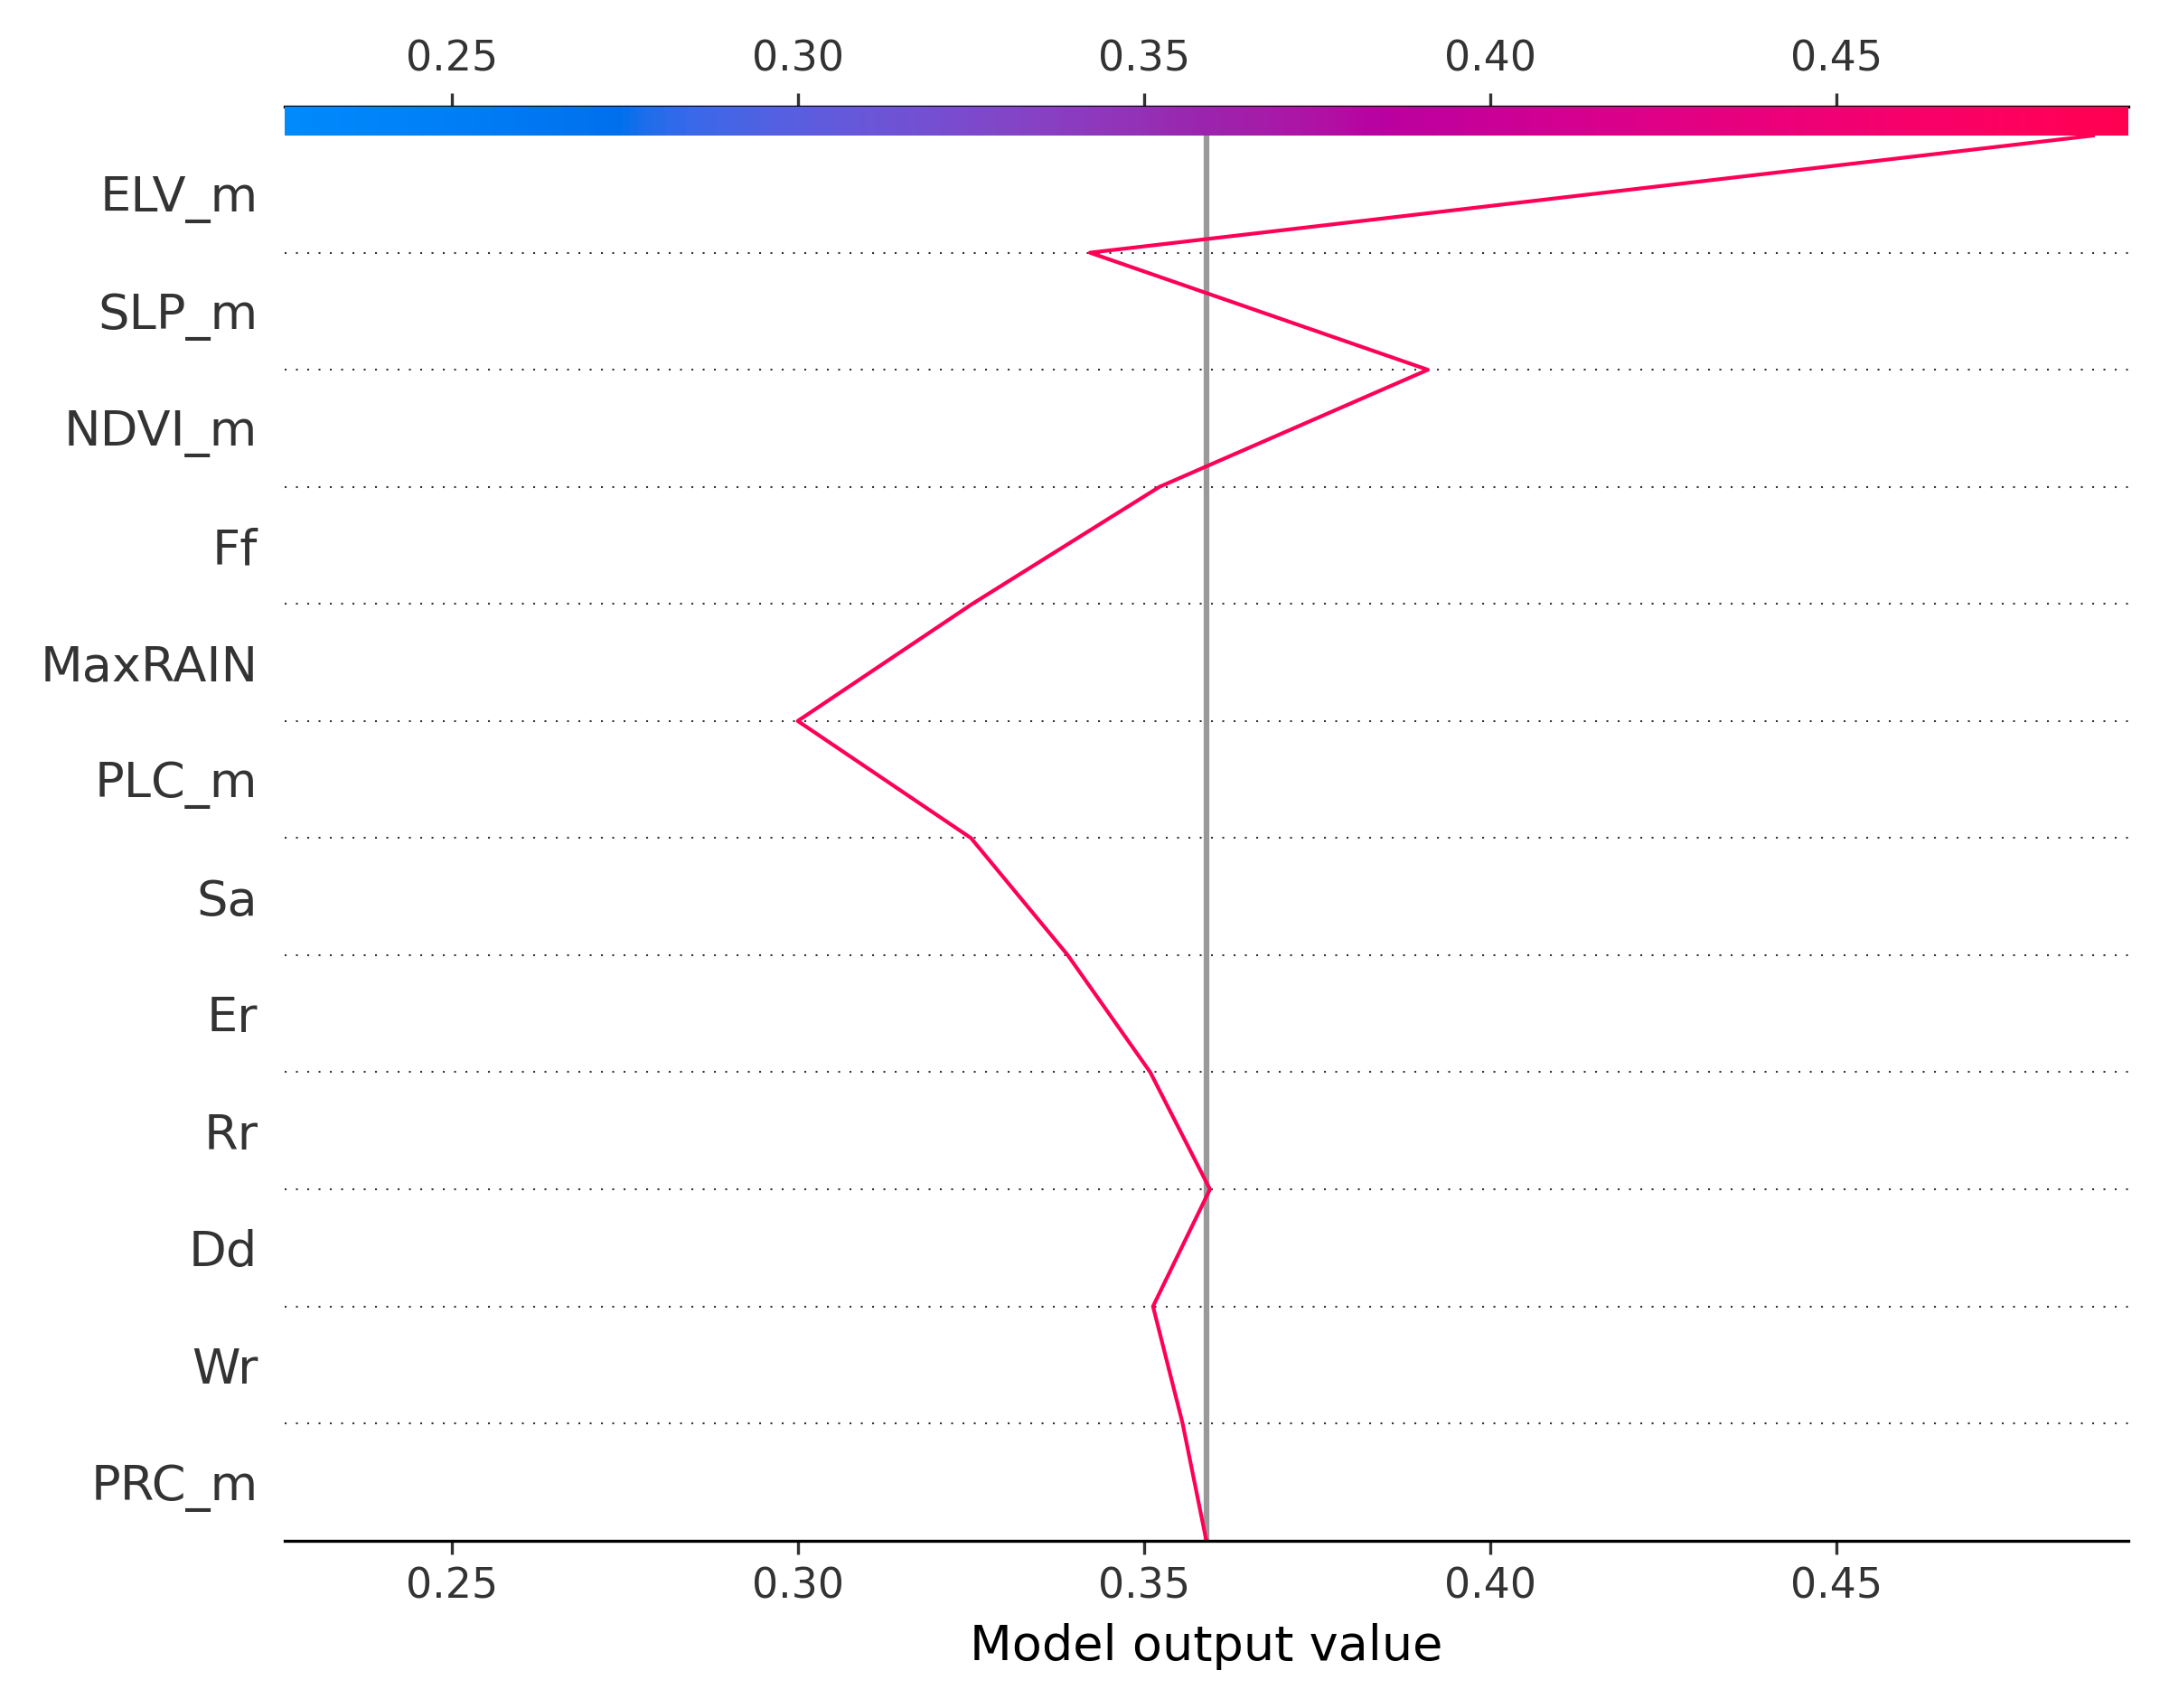 0.25 0.30 0.35 0.40 0.45
ELV_m
SLP_m
NDVI_m
Ff
MaxRAIN
PLC_m
Sa
Er
Rr
Dd
Wr
PRC_m
0.25 0.30 0.35 0.40 0.45
Model output value